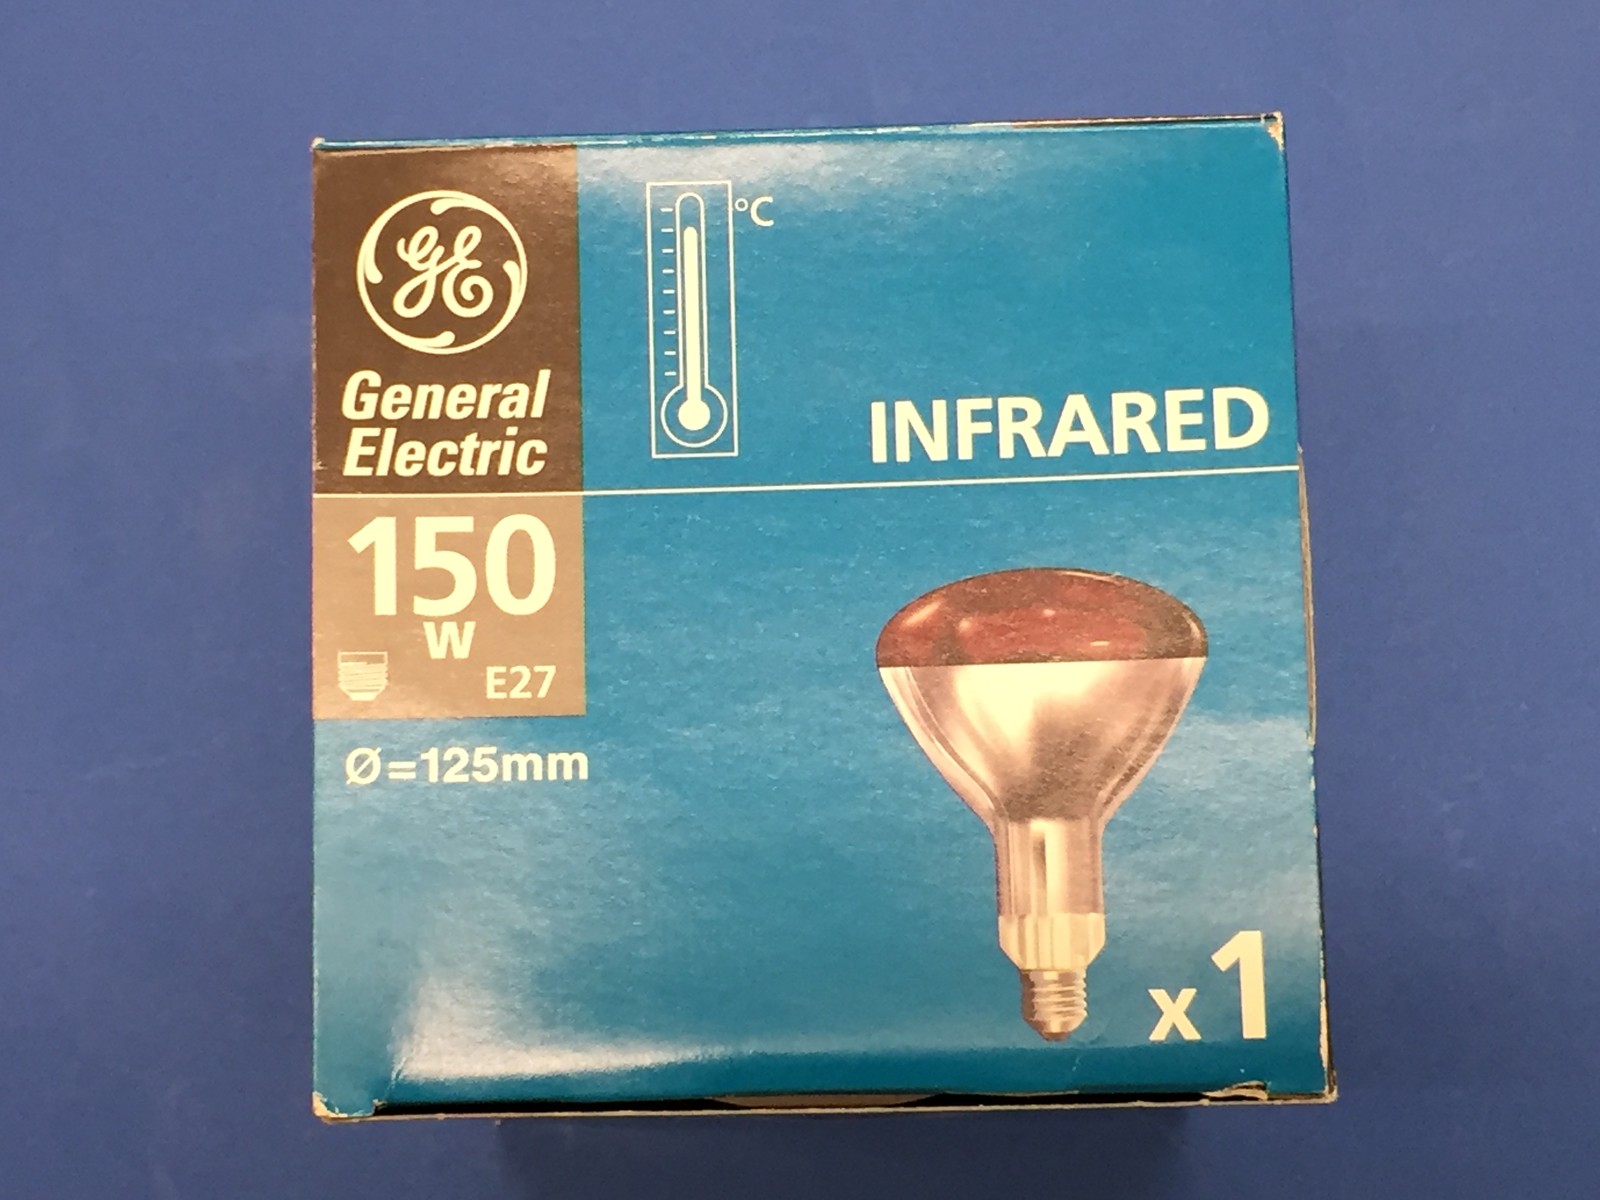 GE
General
Electric
°C
INFRARED
150
W
E27
Ø=125mm
x1